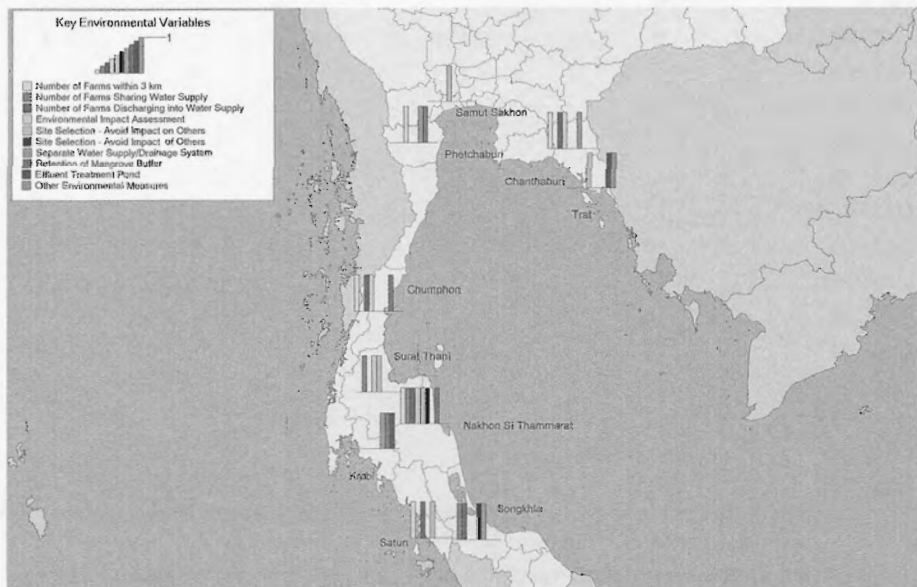 Key Environmental Variables
1
Number of Farms within 3 km
Number of Farms Sharing Water Supply
Number of Farms Discharging into Water Supply
Environmental Impact Assessment
Site Selection - Avoid Impact on Others
Site Selection - Avoid Impact of Others
Separate Water Supply/Drainage System
Retention of Mangrove Buffer
Effluent Treatment Pond
Other Environmental Measures
Samut Sakhon
Phetchaburi
Chanthaburi
Trat
Chumphon
Surat Thani
Nakhon Si Thammarat
Krabi
Songkhla
Satun